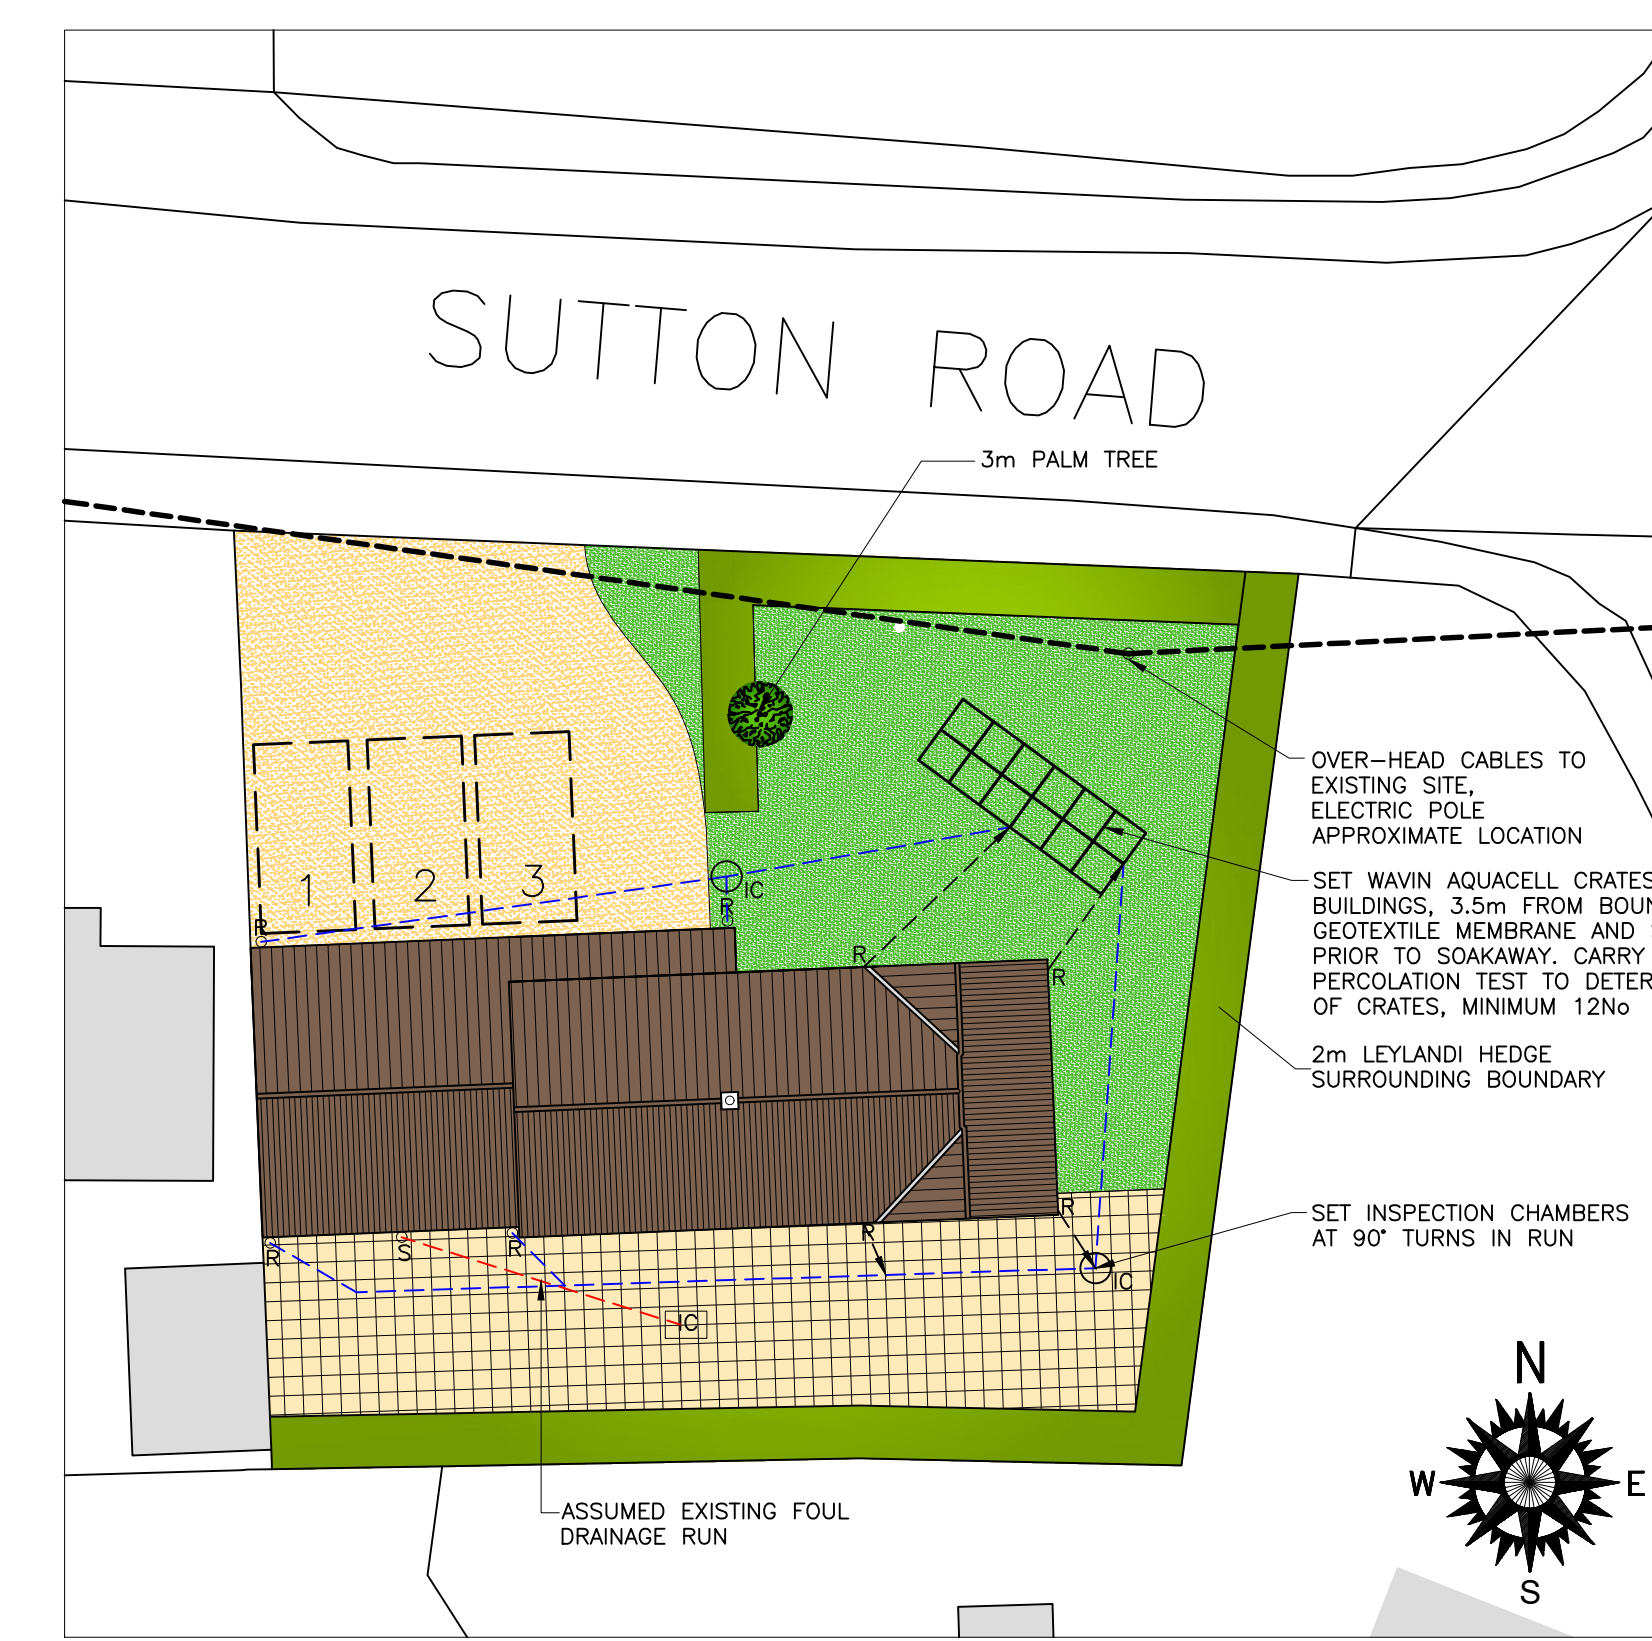 SUTTON ROAD
3m PALM TREE
OVER-HEAD CABLES TO
EXISTING SITE,
ELECTRIC POLE
APPROXIMATE LOCATION
SET WAVIN AQUACELL CRATES
BUILDINGS, 3.5m FROM BOUN
GEOTEXTILE MEMBRANE AND
PRIOR TO SOAKAWAY. CARRY
PERCOLATION TEST TO DETER
OF CRATES, MINIMUM 12No
2m LEYLANDI HEDGE
SURROUNDING BOUNDARY
SET INSPECTION CHAMBERS
AT 90° TURNS IN RUN
1
2
3
R
IC
R
R
R
R
R
R
S
R
IC
IC
ASSUMED EXISTING FOUL
DRAINAGE RUN
N
W
E
S